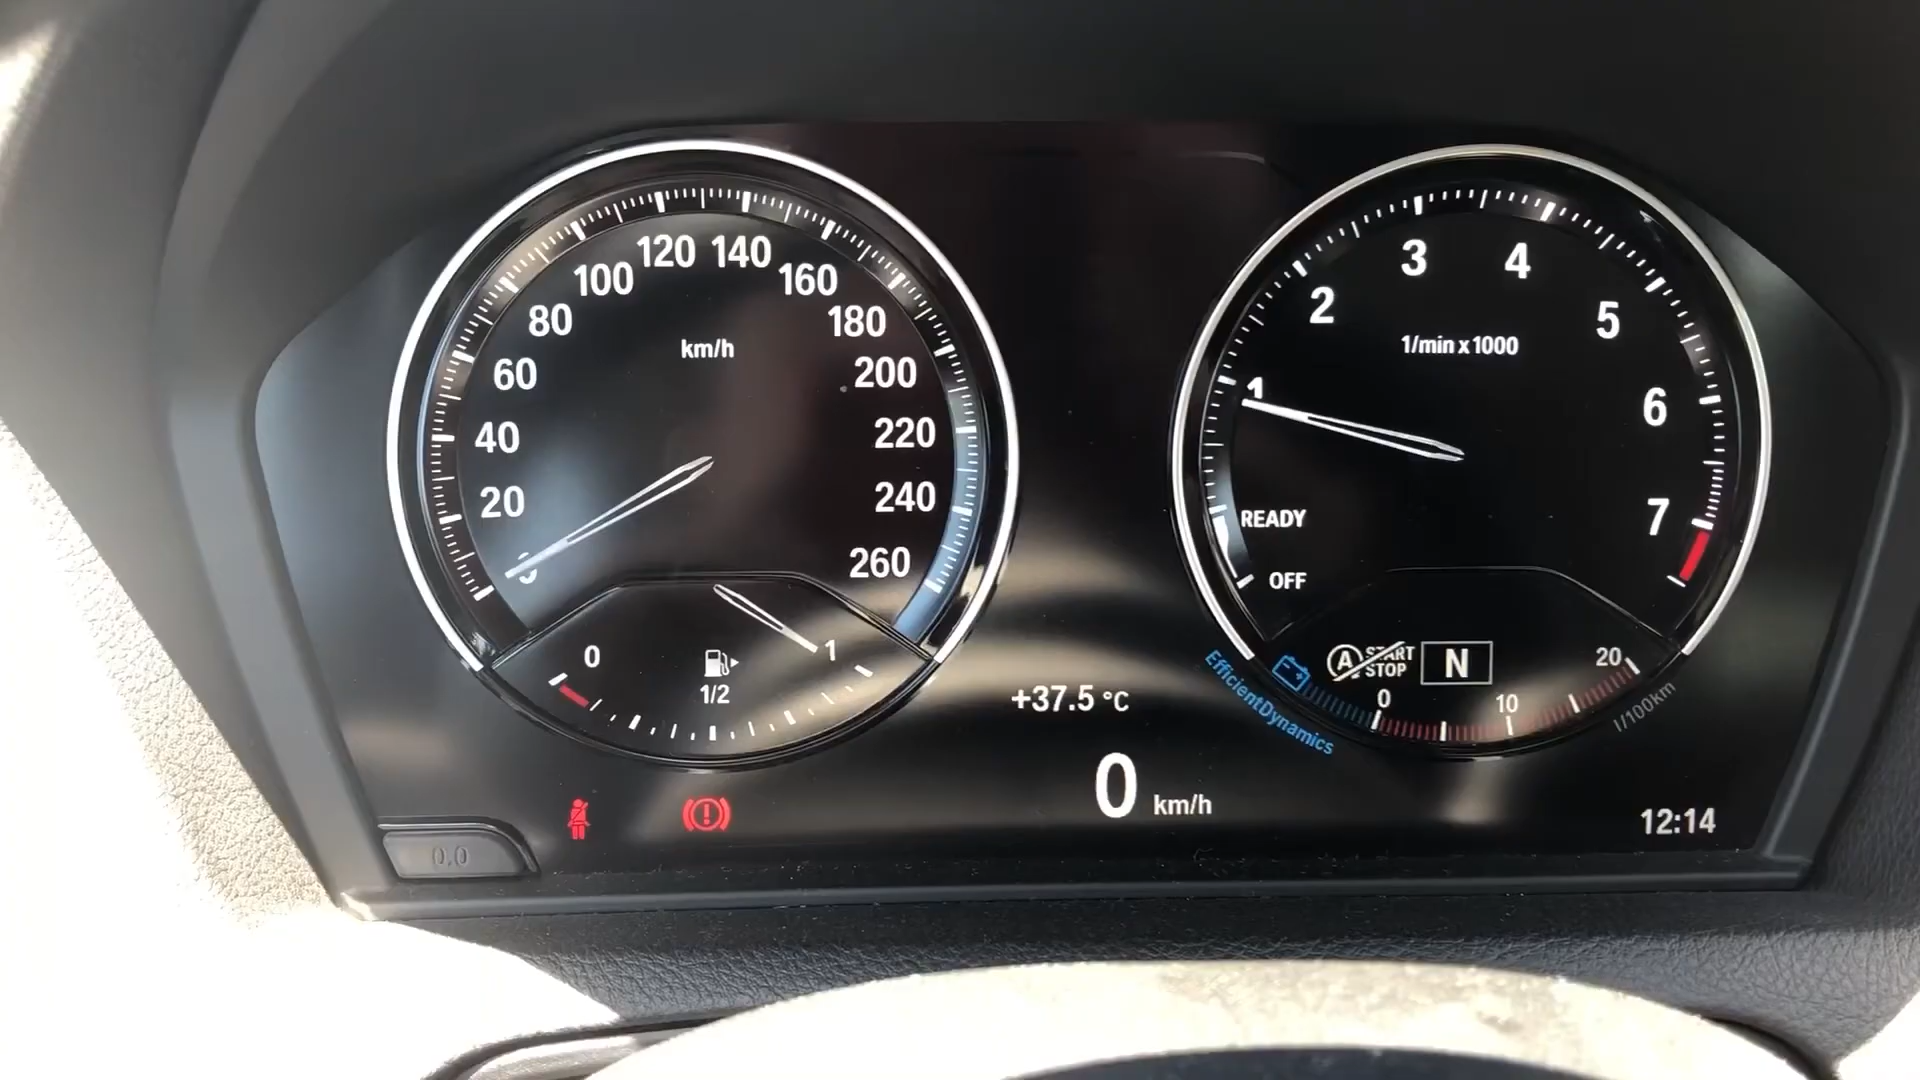 120 140
100 160
80 180
km/h
60 200
40 220
20 240
0 260
0 1
1/2
+37.5 °C
0 km/h
3 4
2 5
1/min x 1000
1 6
READY 7
OFF
A START
STOP
N
0 10 20
l/100km
EfficientDynamics
12:14
0.0